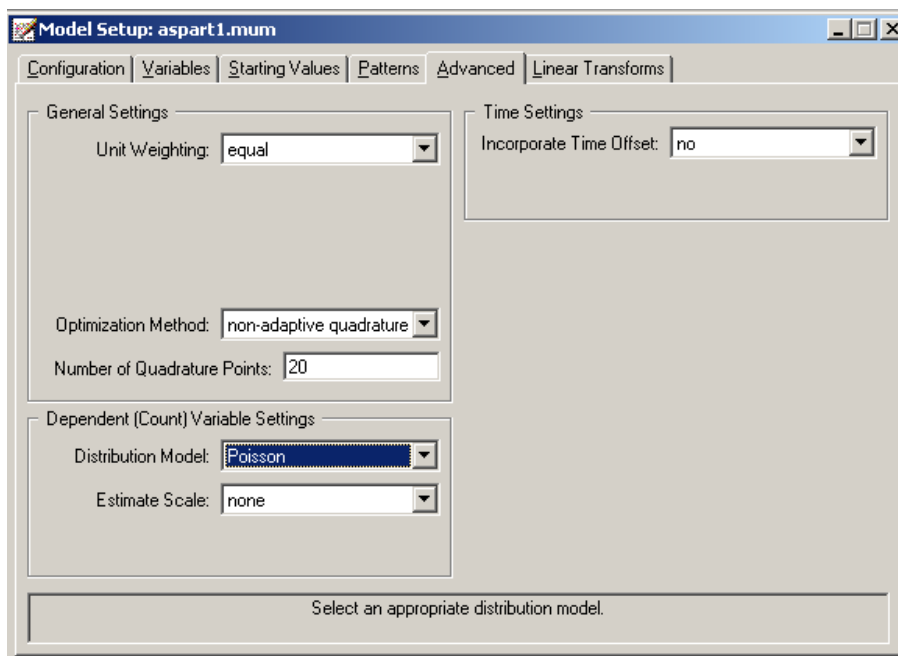 Model Setup: aspart1.mum
Configuration Variables Starting Values Patterns Advanced Linear Transforms
General Settings
Unit Weighting: equal
Optimization Method: non-adaptive quadrature
Number of Quadrature Points: 20
Dependent (Count) Variable Settings
Distribution Model: Poisson
Estimate Scale: none
Time Settings
Incorporate Time Offset: no
Select an appropriate distribution model.